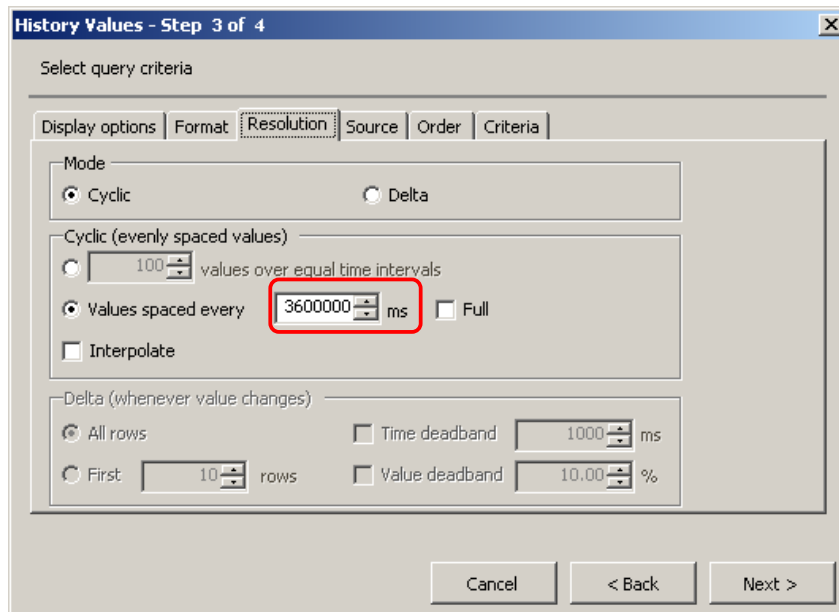 History Values - Step 3 of 4
Select query criteria
Display options Format Resolution Source Order Criteria
Mode
Cyclic Delta
Cyclic (evenly spaced values)
100 values over equal time intervals
Values spaced every 3600000 ms Full
Interpolate
Delta (whenever value changes)
All rows Time deadband 1000 ms
First 10 rows Value deadband 10.00 %
Cancel < Back Next >